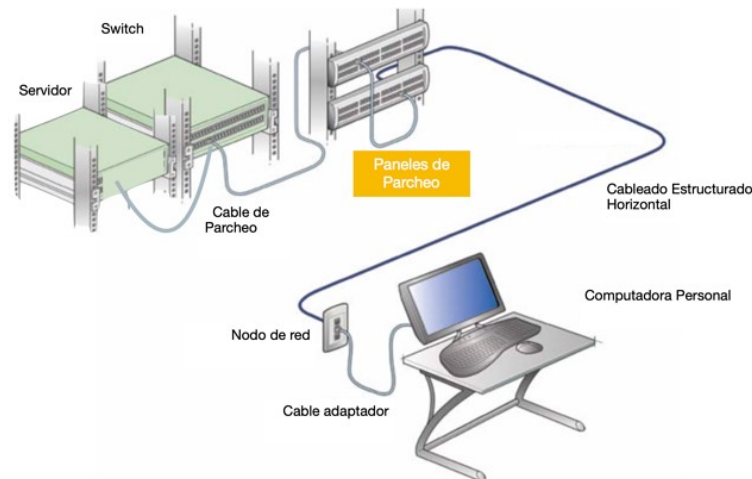 Switch
Servidor
Paneles de
Parcheo
Cable de
Parcheo
Cableado Estructurado
Horizontal
Computadora Personal
Nodo de red
Cable adaptador